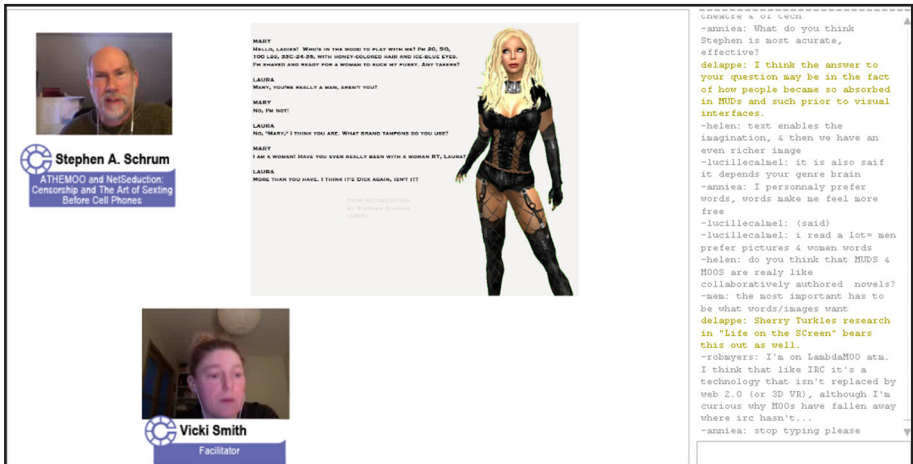 MARY
HELLO, LADIES! WHO'S IN THE MOOD TO PLAY WITH ME? I'M 20, 5'0,
100 LBS, 33C-24-35, WITH HONEY-COLORED HAIR AND ICE-BLUE EYES.
I'M SHAVED AND READY FOR A WOMAN TO SUCK MY PUSSY. ANY TAKERS?
LAURA
MARY, YOU'RE REALLY A MAN, AREN'T YOU?
MARY
NO, I'M NOT!
LAURA
NO, "MARY," I THINK YOU ARE. WHAT BRAND TAMPONS DO YOU USE?
MARY
I AM A WOMAN! HAVE YOU EVER REALLY BEEN WITH A WOMAN RT, LAURA?
LAURA
MORE THAN YOU HAVE. I THINK IT'S DICK AGAIN, ISN'T IT?
FROM NETSEDUCTION
BY STEPHEN SCHRUM
Stephen A. Schrum
ATHEMOO and NetSeduction:
Censorship and The Art of Sexting
Before Cell Phones
Vicki Smith
Facilitator
theatre & of tech
-anniea: What do you think
Stephen is most acurate,
effective?
delappe: I think the answer to
your question may be in the fact
of how people became so absorbed
in MUDs and such prior to visual
interfaces.
-helen: text enables the
imagination, & then we have an
even richer image
-lucillecalmel: it is also saif
it depends your genre brain
-anniea: I personnaly prefer
words, words make me feel more
free
-lucillecalmel: (said)
-lucillecalmel: i read a lot= men
prefer pictures & women words
-helen: do you think that MUDS &
MOOS are realy like
collaboratively authored novels?
-mem: the most important has to
be what words/images want
delappe: Sherry Turkles research
in "Life on the SCreen" bears
this out as well.
-robmyers: I'm on LambdaMOO atm.
I think that like IRC it's a
technology that isn't replaced by
web 2.0 (or 3D VR), although I'm
curious why MOOs have fallen away
where irc hasn't...
-anniea: stop typing please